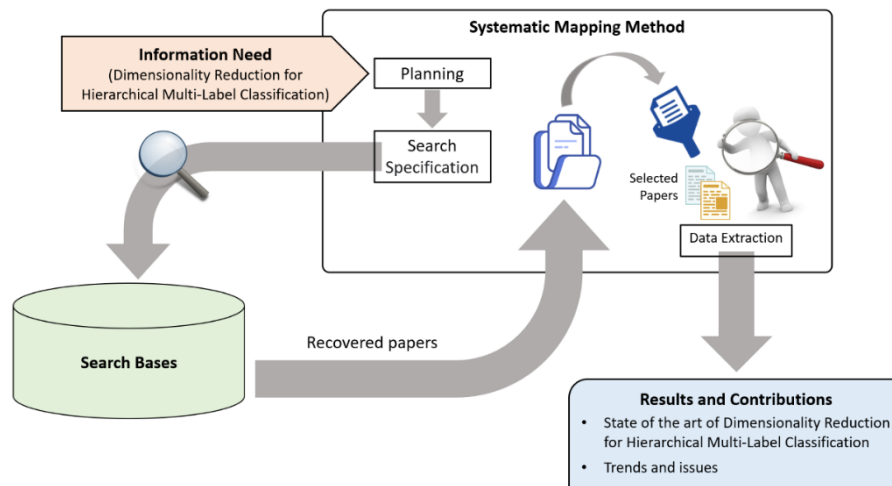 Systematic Mapping Method
Information Need
(Dimensionality Reduction for
Hierarchical Multi-Label Classification)
Planning
Search
Specification
Selected
Papers
Data Extraction
Search Bases
Recovered papers
Results and Contributions
• State of the art of Dimensionality Reduction
for Hierarchical Multi-Label Classification
• Trends and issues